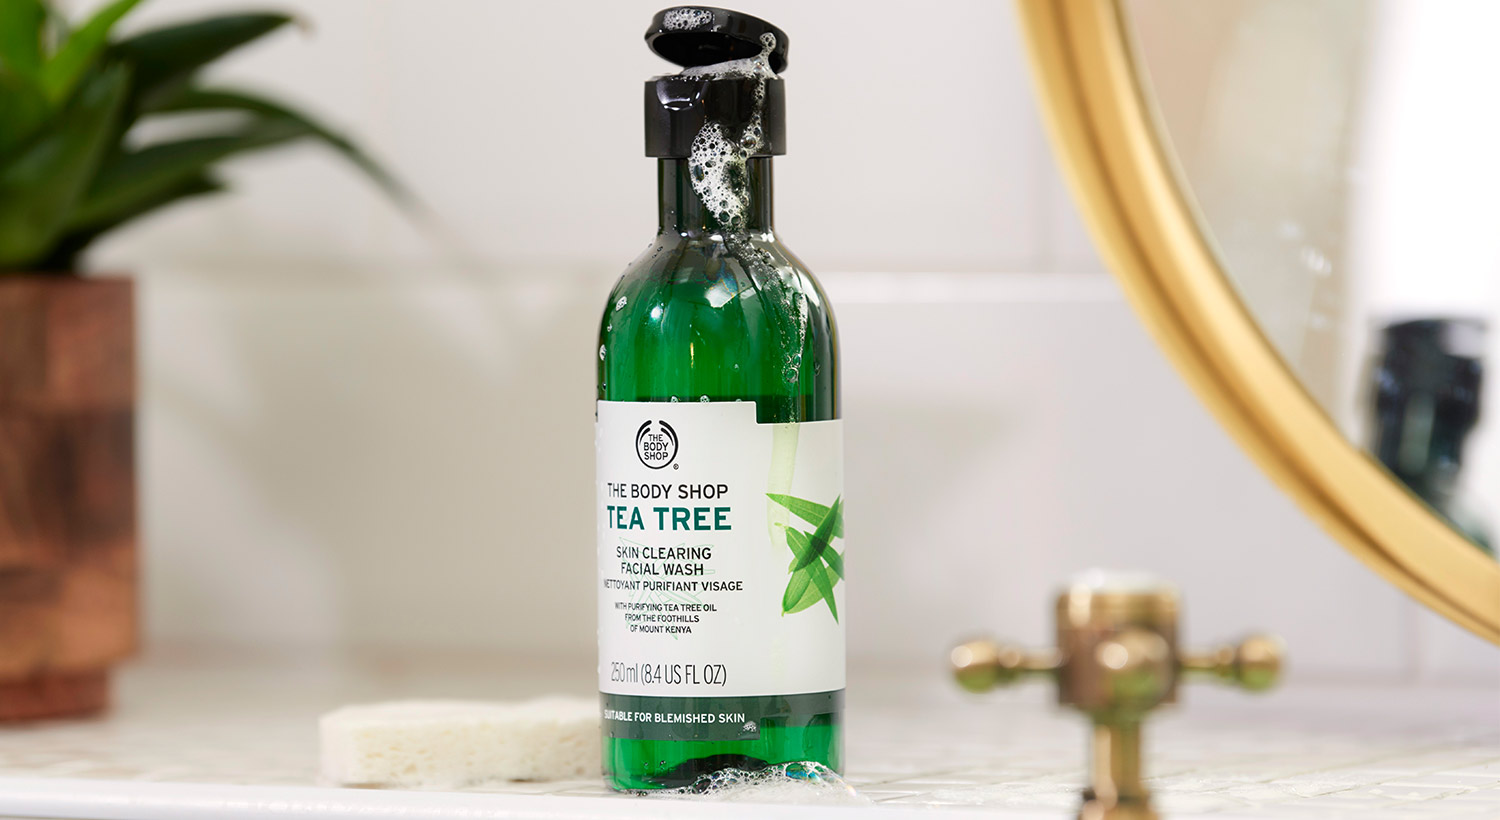 THE
BODY
SHOP
®
THE BODY SHOP
TEA TREE
SKIN CLEARING
FACIAL WASH
NETTOYANT PURIFIANT VISAGE
WITH PURIFYING TEA TREE OIL
FROM THE FOOTHILLS
OF MOUNT KENYA
250 ml (8.4 US FL OZ)
SUITABLE FOR BLEMISHED SKIN